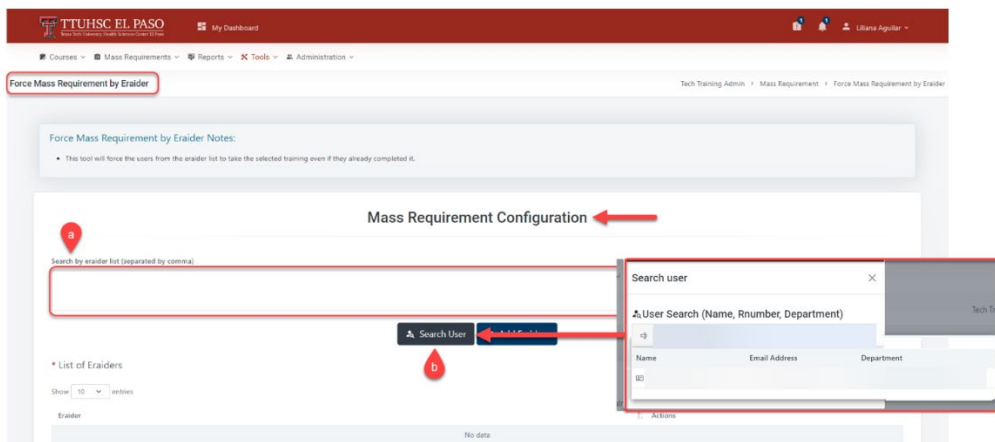 TTUHSC EL PASO
Texas Tech University Health Sciences Center El Paso
My Dashboard
Liliana Aguilar
Courses
Mass Requirements
Reports
Tools
Administration
Force Mass Requirement by Eraider
Tech Training Admin > Mass Requirement > Force Mass Requirement by Eraider
Force Mass Requirement by Eraider Notes:
• This tool will force the users from the eraider list to take the selected training even if they already completed it.
Mass Requirement Configuration
a
Search by eraider list (separated by comma)
Search User
b
Search user
×
User Search (Name, Rnumber, Department)
Name Email Address Department
Tech Tr
* List of Eraiders
Show 10 entries
Eraider Actions
No data